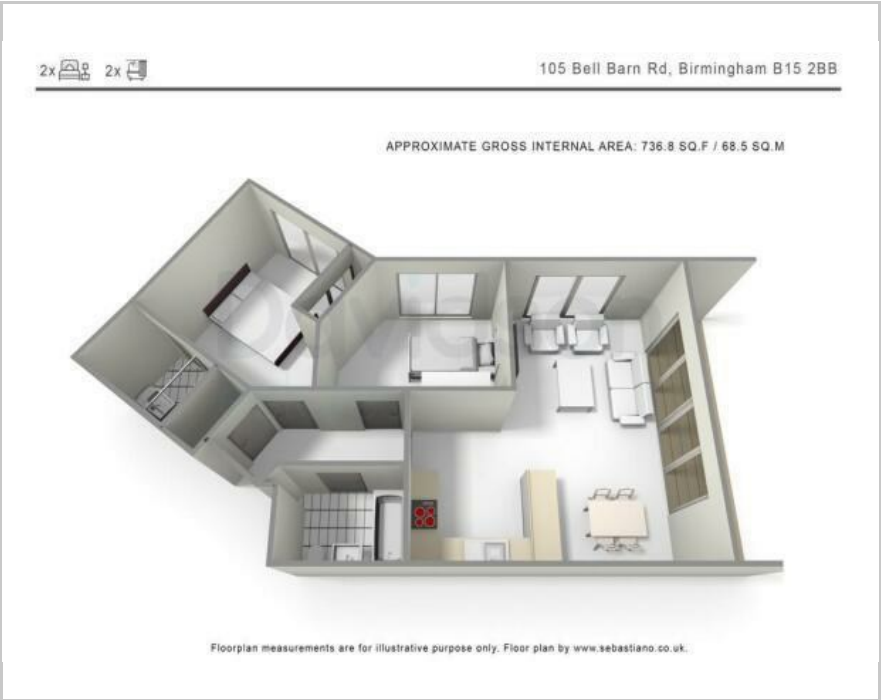 2x 2x
105 Bell Barn Rd, Birmingham B15 2BB
APPROXIMATE GROSS INTERNAL AREA: 736.8 SQ.F / 68.5 SQ.M
Floorplan measurements are for illustrative purpose only. Floor plan by www.sebastiano.co.uk.